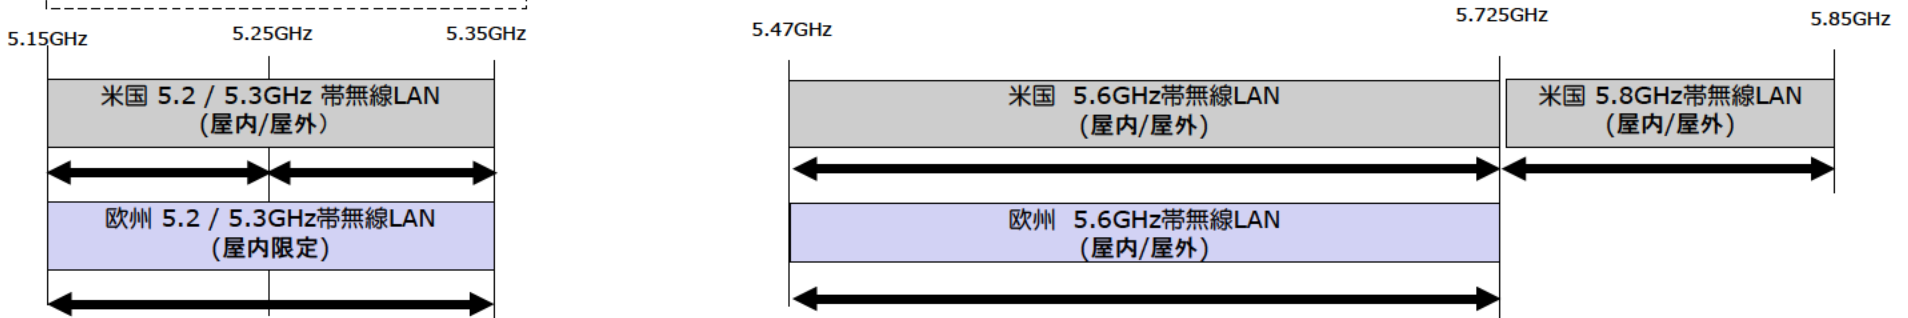 5.15GHz
5.25GHz
5.35GHz
5.47GHz
5.725GHz
5.85GHz
米国 5.2 / 5.3GHz 帯無線LAN
(屋内/屋外）
米国 5.6GHz帯無線LAN
(屋内/屋外)
米国 5.8GHz帯無線LAN
(屋内/屋外)
欧州 5.2 / 5.3GHz帯無線LAN
(屋内限定)
欧州 5.6GHz帯無線LAN
(屋内/屋外)